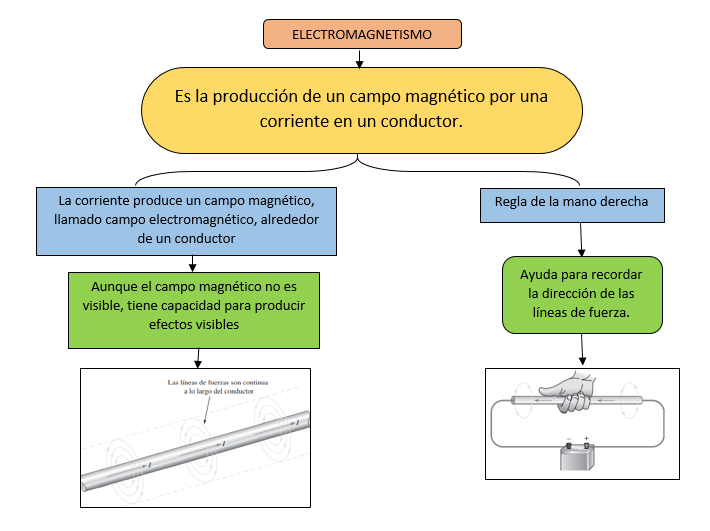 ELECTROMAGNETISMO
Es la producción de un campo magnético por una
corriente en un conductor.
La corriente produce un campo magnético,
llamado campo electromagnético, alrededor
de un conductor
Regla de la mano derecha
Aunque el campo magnético no es
visible, tiene capacidad para producir
efectos visibles
Ayuda para recordar
la dirección de las
líneas de fuerza.
Las líneas de fuerzas son continua
a lo largo del conductor
I
I
I
− +